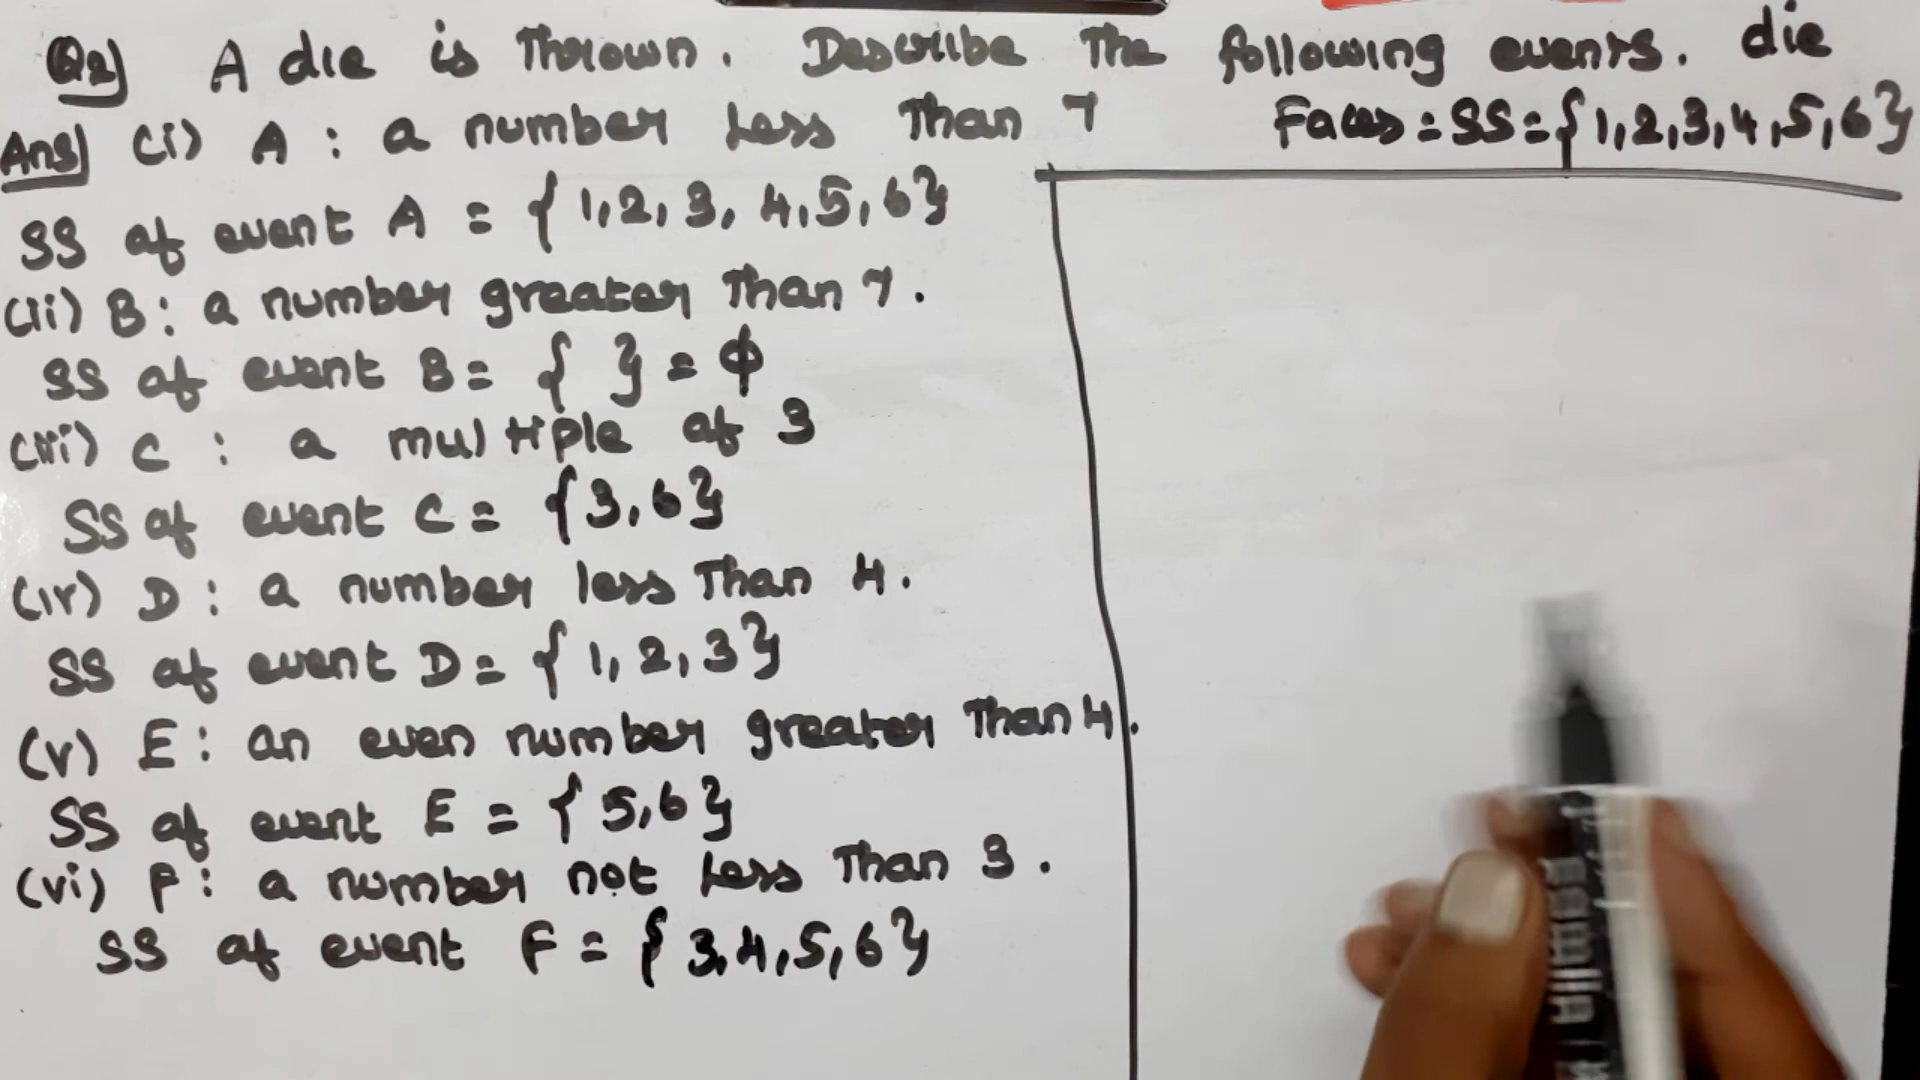 Q2) A die is Thrown. Describe The following events. die
Faces = SS = {1,2,3,4,5,6}
Ans) (i) A : a number Less Than 7
SS of event A = {1,2,3,4,5,6}
(ii) B: a number greater Than 7.
SS of event B = { } = ϕ
(iii) C : a multiple of 3
SS of event C = {3,6}
(iv) D : a number less Than 4.
SS of event D = {1,2,3}
(v) E: an even number greater Than 4.
SS of event E = {5,6}
(vi) F: a number not Less Than 3.
SS of event F = {3,4,5,6}